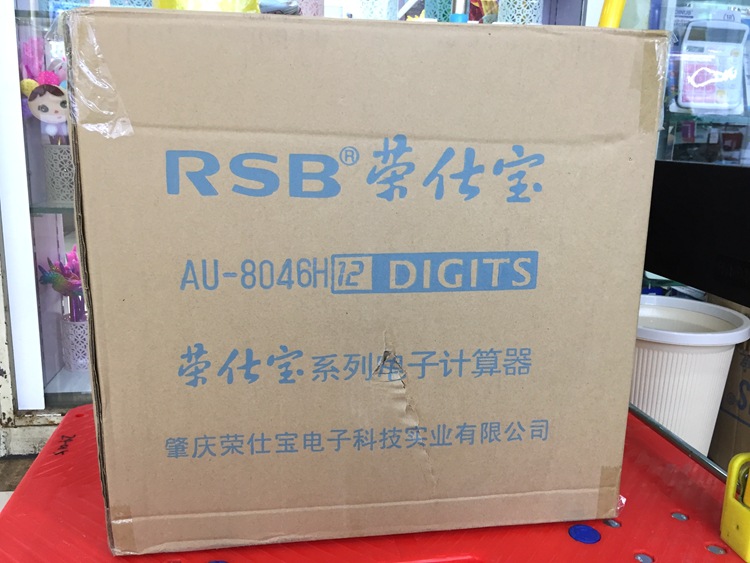 RSB® 荣仕宝
AU-8046H 12 DIGITS
荣仕宝系列电子计算器
肇庆荣仕宝电子科技实业有限公司